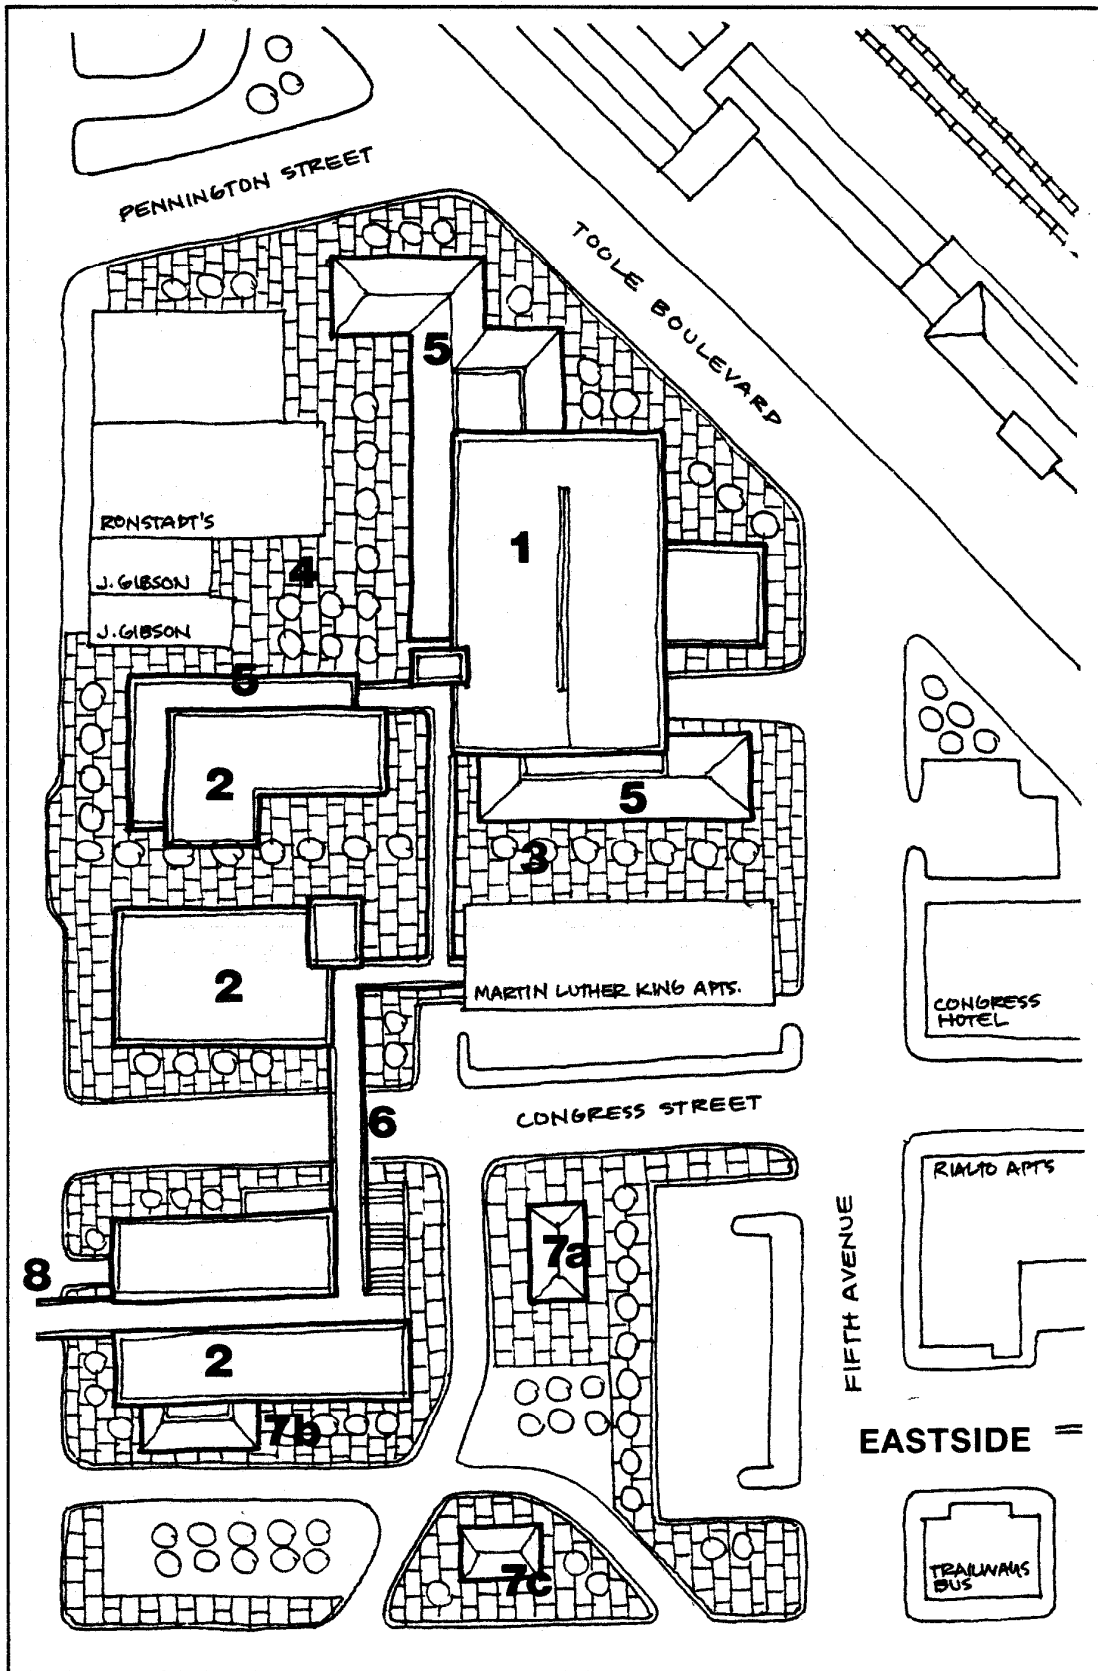 PENNINGTON STREET
TOOLE BOULEVARD
5
1
RONSTADT'S
4
J. GIBSON
J. GIBSON
5
2
5
3
2
MARTIN LUTHER KING APTS.
CONGRESS
HOTEL
6
CONGRESS STREET
RIALTO APTS
FIFTH AVENUE
7a
8
2
7b
EASTSIDE
7c
TRAILWAYS
BUS